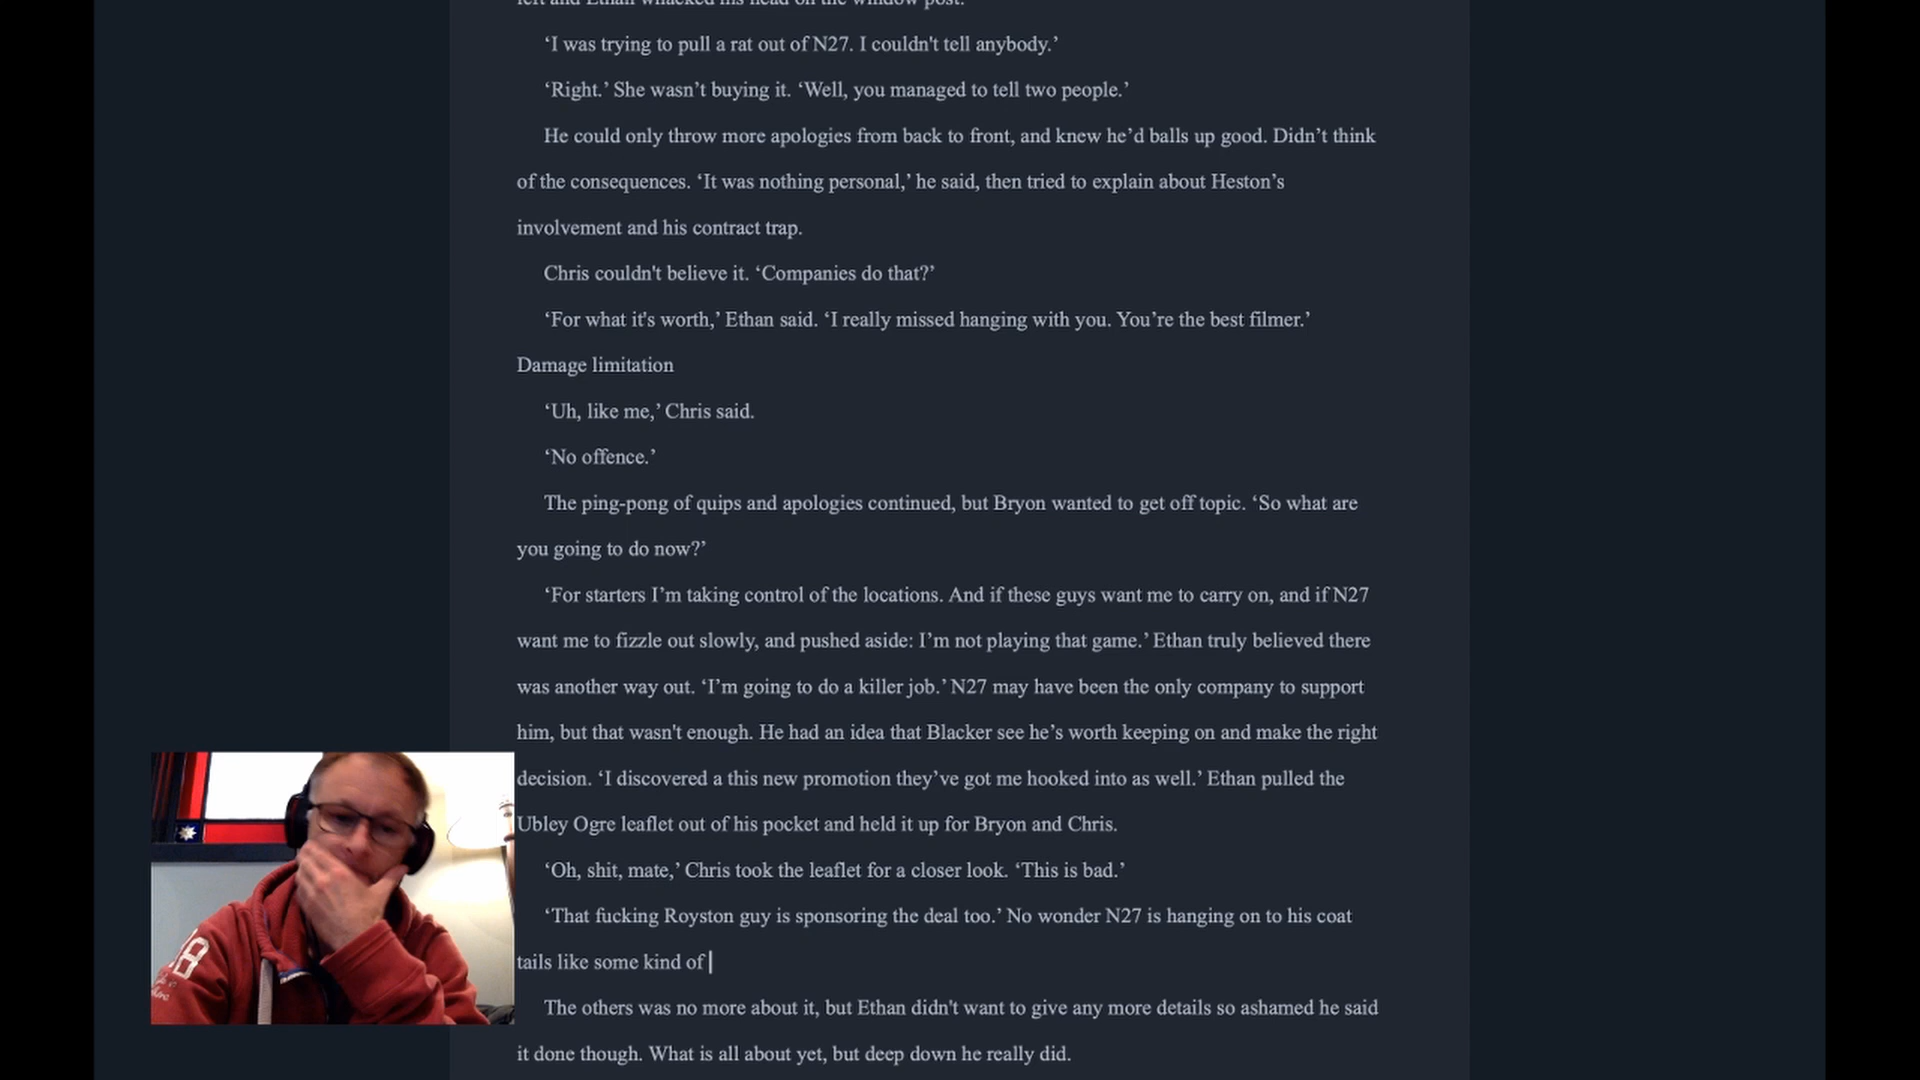 left and Ethan whacked his head on the window post.
‘I was trying to pull a rat out of N27. I couldn't tell anybody.’
‘Right.’ She wasn’t buying it. ‘Well, you managed to tell two people.’
He could only throw more apologies from back to front, and knew he’d balls up good. Didn’t think
of the consequences. ‘It was nothing personal,’ he said, then tried to explain about Heston’s
involvement and his contract trap.
Chris couldn't believe it. ‘Companies do that?’
‘For what it's worth,’ Ethan said. ‘I really missed hanging with you. You’re the best filmer.’
Damage limitation
‘Uh, like me,’ Chris said.
‘No offence.’
The ping-pong of quips and apologies continued, but Bryon wanted to get off topic. ‘So what are
you going to do now?’
‘For starters I’m taking control of the locations. And if these guys want me to carry on, and if N27
want me to fizzle out slowly, and pushed aside: I’m not playing that game.’ Ethan truly believed there
was another way out. ‘I’m going to do a killer job.’ N27 may have been the only company to support
him, but that wasn't enough. He had an idea that Blacker see he’s worth keeping on and make the right
decision. ‘I discovered a this new promotion they’ve got me hooked into as well.’ Ethan pulled the
Ubley Ogre leaflet out of his pocket and held it up for Bryon and Chris.
‘Oh, shit, mate,’ Chris took the leaflet for a closer look. ‘This is bad.’
‘That fucking Royston guy is sponsoring the deal too.’ No wonder N27 is hanging on to his coat
tails like some kind of
The others was no more about it, but Ethan didn't want to give any more details so ashamed he said
it done though. What is all about yet, but deep down he really did.